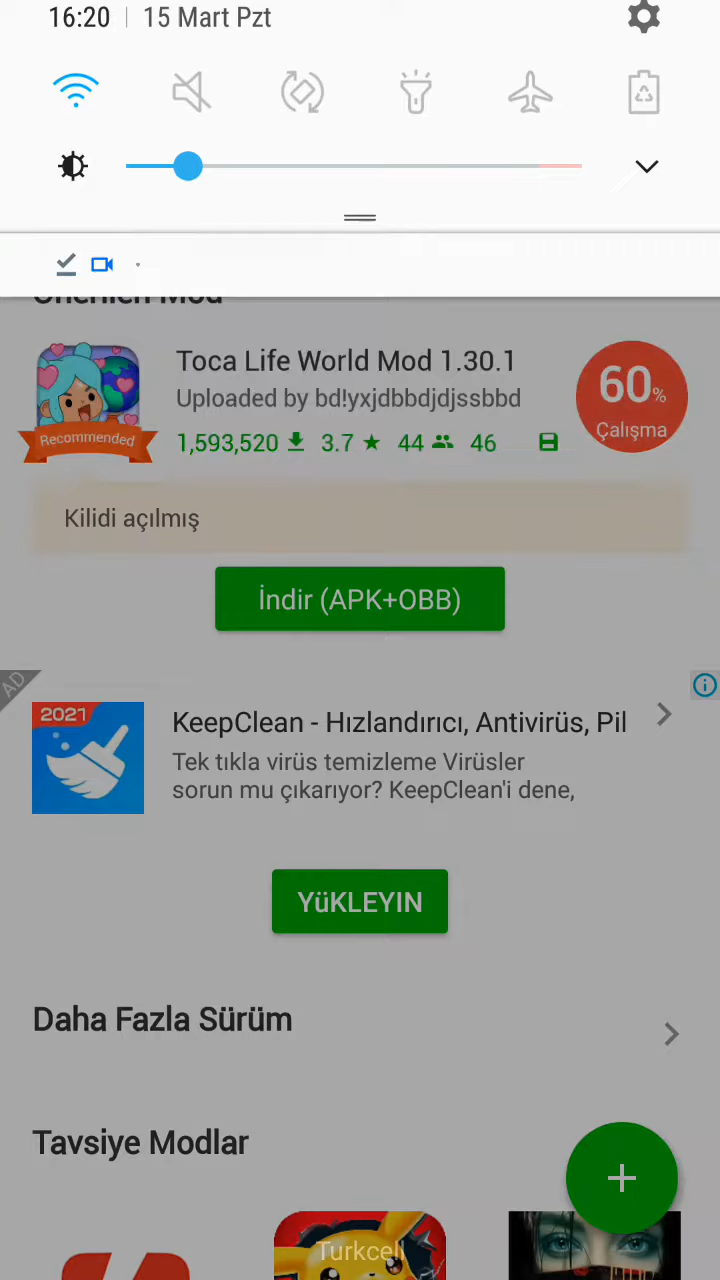 16:20 | 15 Mart Pzt
Önerilen Mod
Toca Life World Mod 1.30.1
Uploaded by bd!yxjdbbdjdjssbbd
Recommended
1,593,520 3.7 ★ 44 46
60%
Çalışma
Kilidi açılmış
İndir (APK+OBB)
AD
2021
KeepClean - Hızlandırıcı, Antivirüs, Pil
Tek tıkla virüs temizleme Virüsler
sorun mu çıkarıyor? KeepClean'i dene,
YüKLEYIN
Daha Fazla Sürüm
Tavsiye Modlar
+
Turkcell